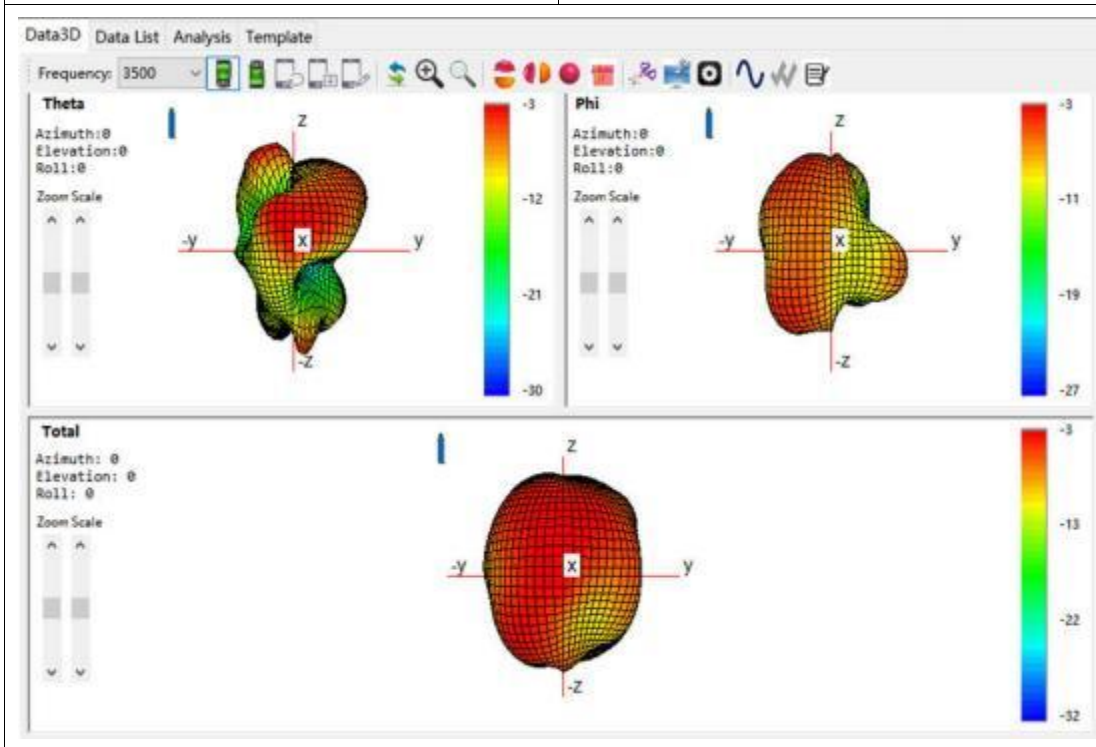 Data3D Data List Analysis Template
Frequency: 3500
Theta
Azimuth:0
Elevation:0
Roll:0
Zoom Scale
z
-y
x
y
-z
-3
-12
-21
-30
Phi
Azimuth:0
Elevation:0
Roll:0
Zoom Scale
z
-y
x
y
-z
-3
-11
-19
-27
Total
Azimuth: 0
Elevation: 0
Roll: 0
Zoom Scale
z
-y
x
y
-z
-3
-13
-22
-32